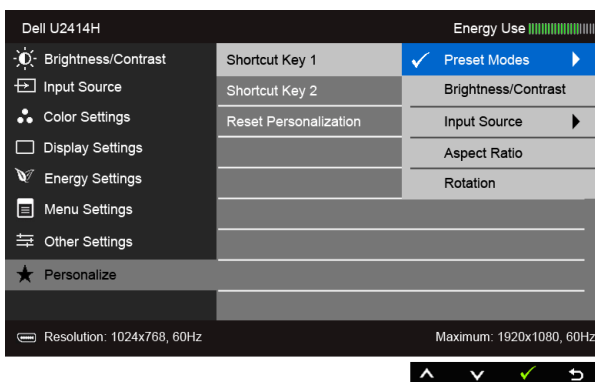 Dell U2414H
Energy Use
Brightness/Contrast
Input Source
Color Settings
Display Settings
Energy Settings
Menu Settings
Other Settings
Personalize
Shortcut Key 1
Shortcut Key 2
Reset Personalization
Preset Modes
Brightness/Contrast
Input Source
Aspect Ratio
Rotation
Resolution: 1024x768, 60Hz
Maximum: 1920x1080, 60Hz